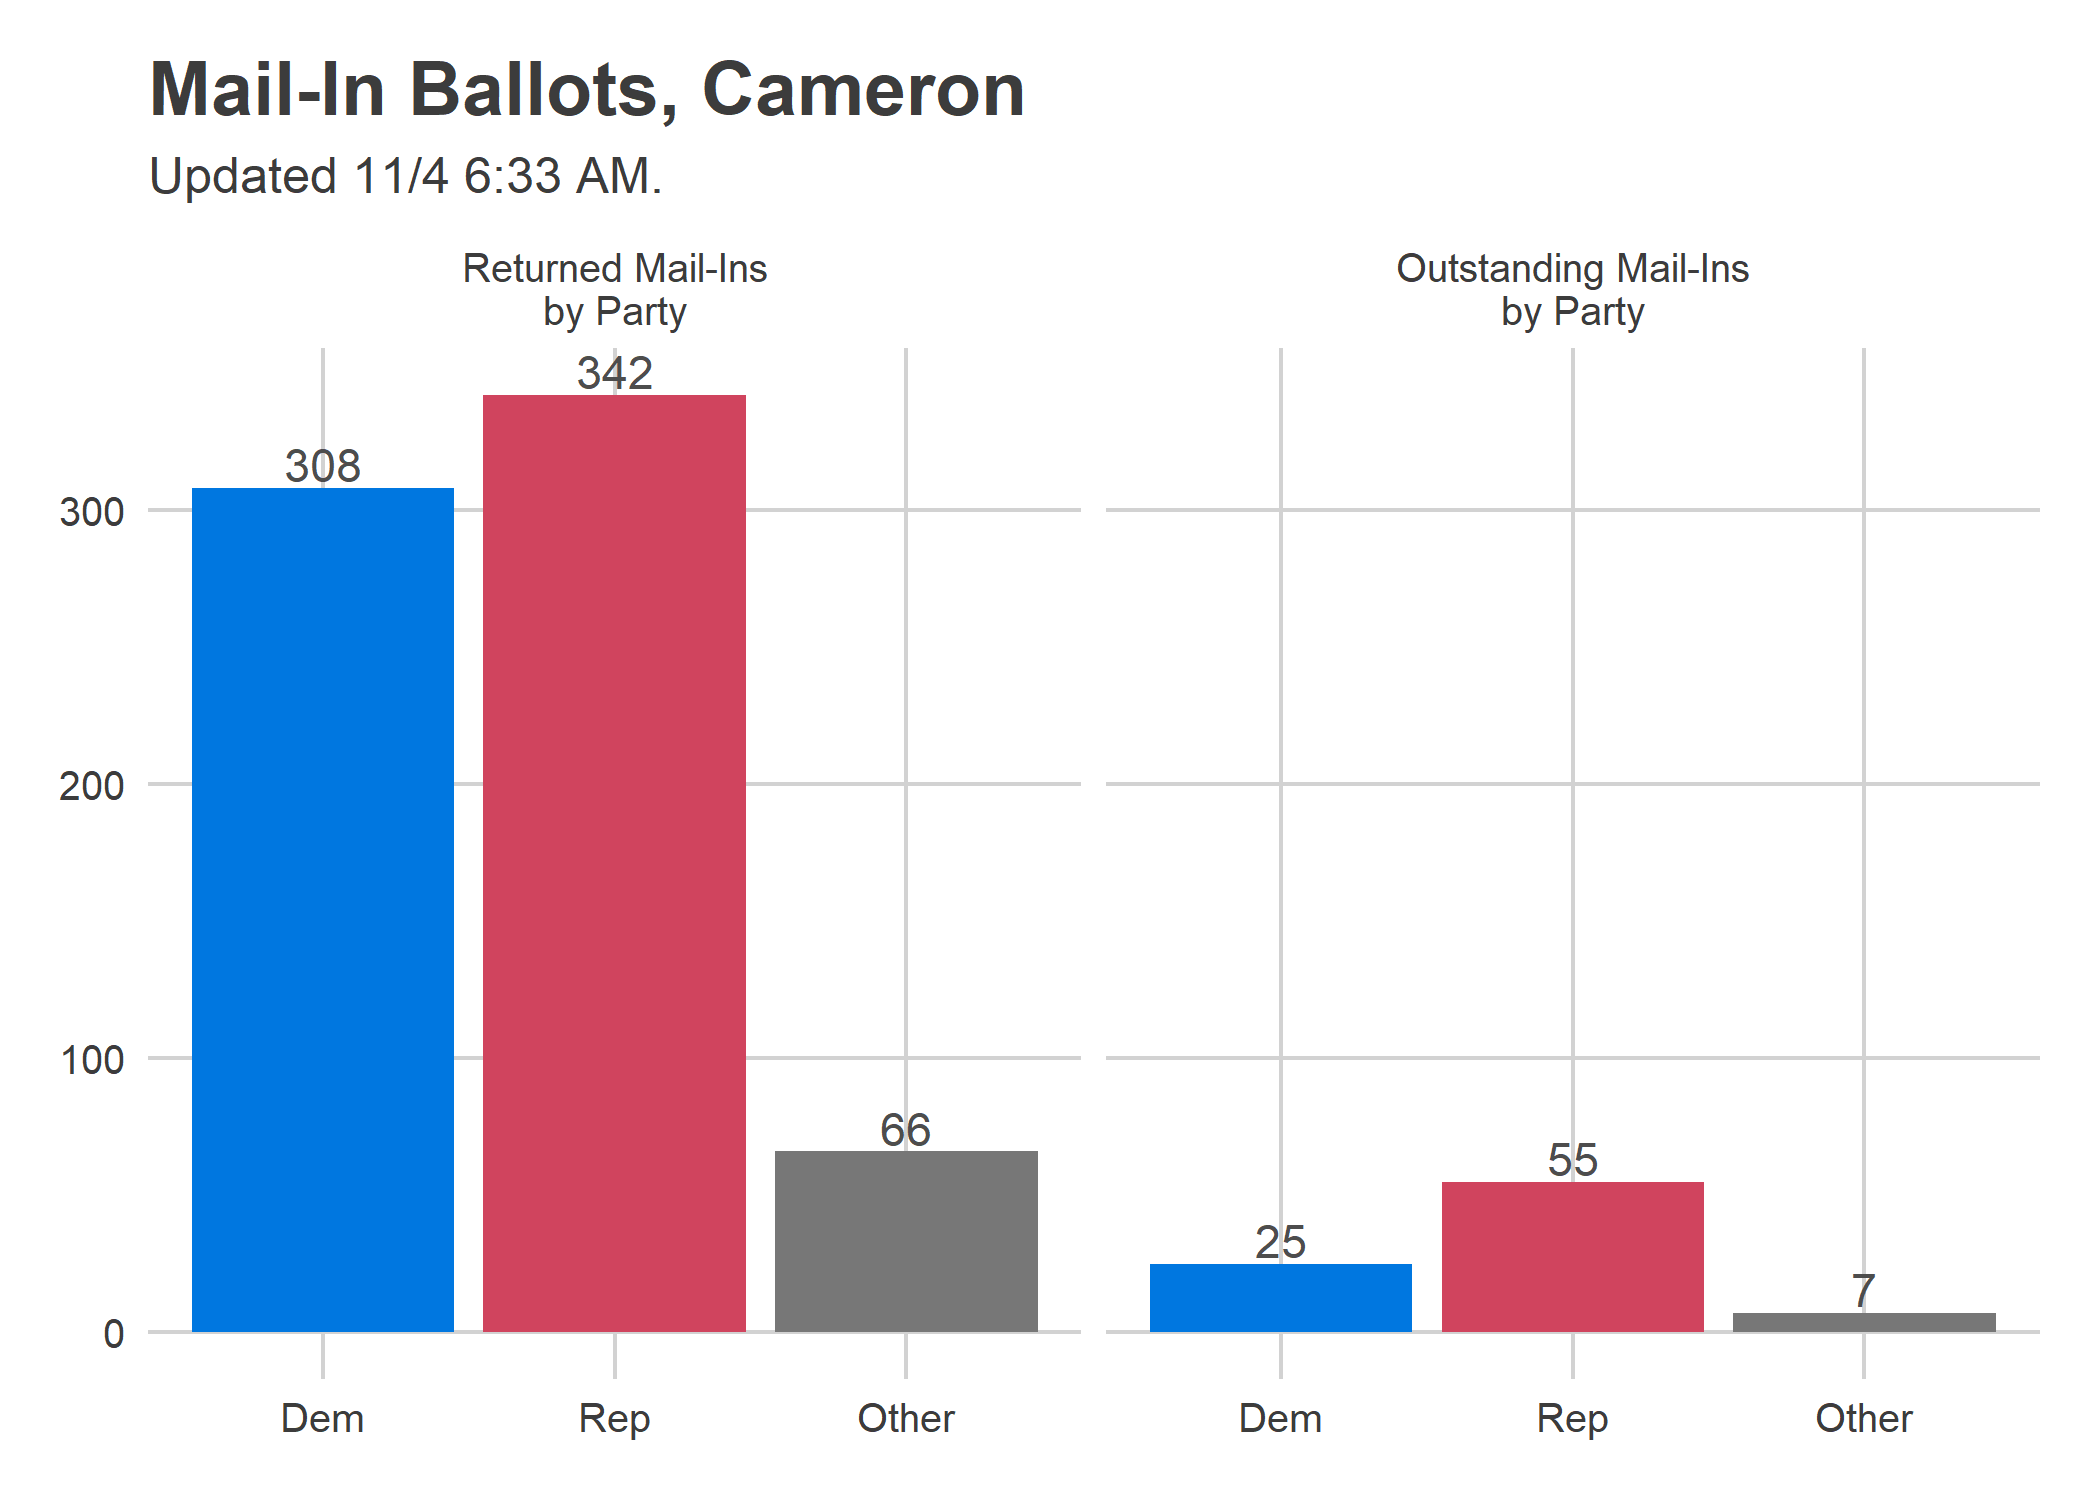 Mail-In Ballots, Cameron
Updated 11/4 6:33 AM.
Returned Mail-Ins
by Party
Outstanding Mail-Ins
by Party
300
200
100
0
308
342
66
25
55
7
Dem
Rep
Other
Dem
Rep
Other